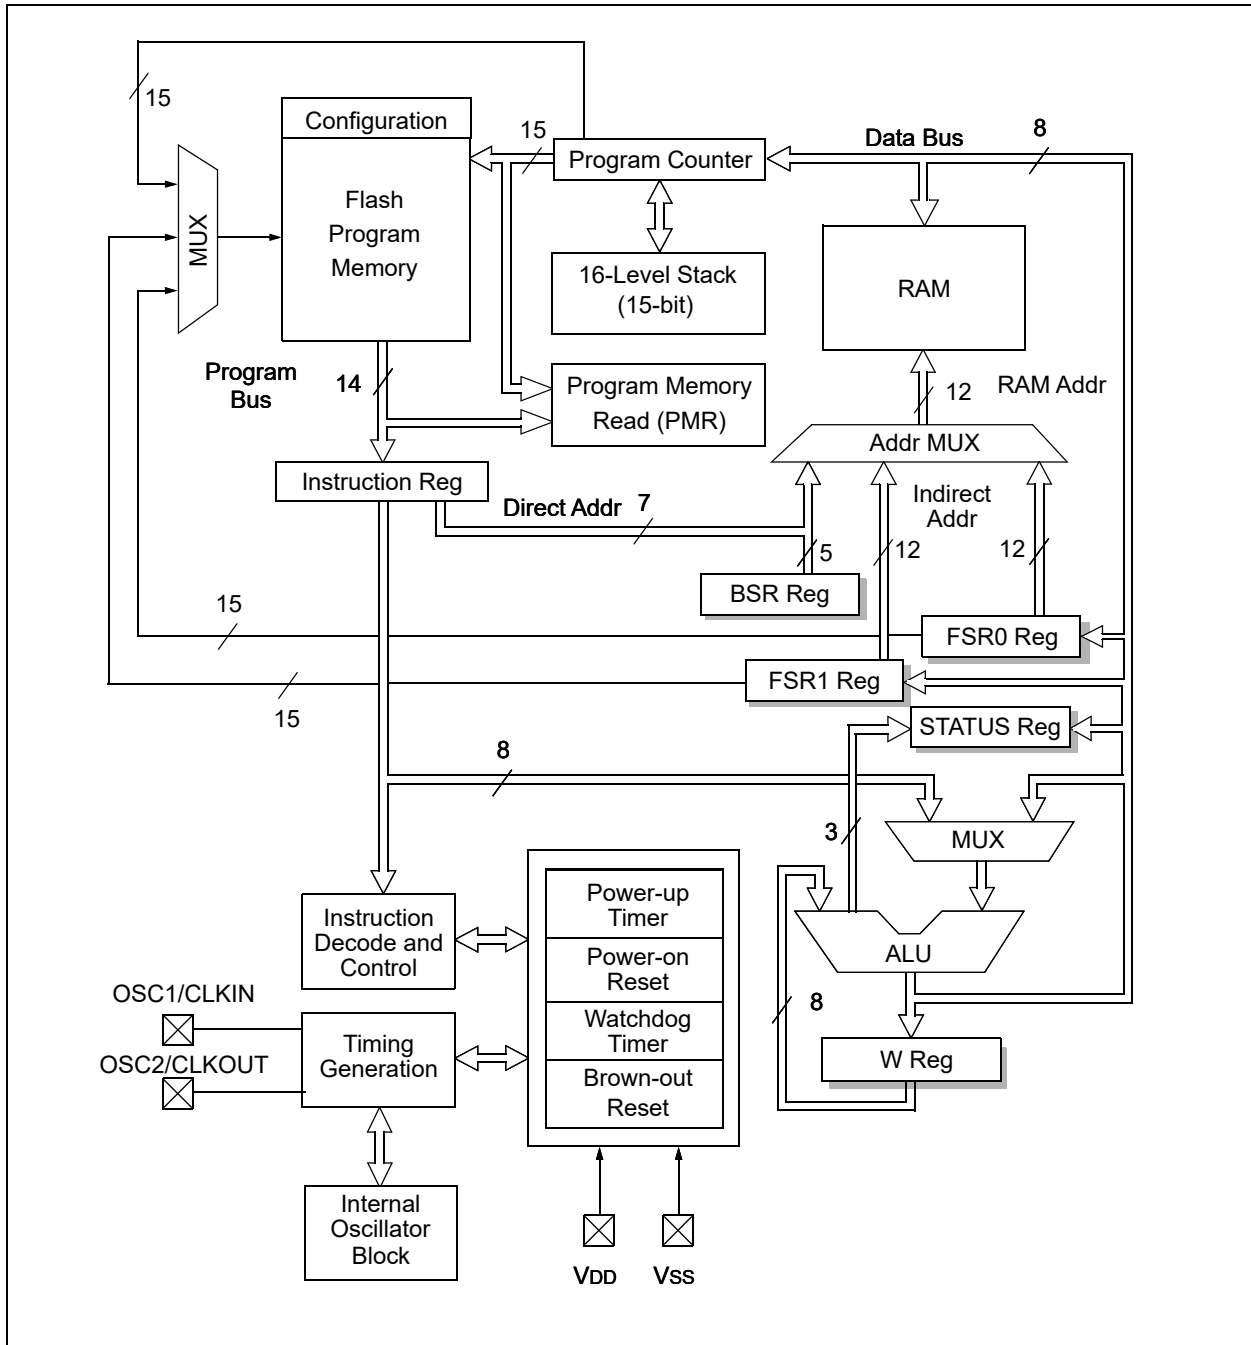 15
Configuration
15
Program Counter
Data Bus
8
Flash
Program
Memory
MUX
16-Level Stack
(15-bit)
RAM
Program
Bus
14
Program Memory
Read (PMR)
12
RAM Addr
Addr MUX
Instruction Reg
Direct Addr
7
Indirect
Addr
5
12
12
BSR Reg
15
FSR0 Reg
FSR1 Reg
15
STATUS Reg
8
3
MUX
Power-up
Timer
Instruction
Decode and
Control
ALU
Power-on
Reset
OSC1/CLKIN
8
Watchdog
Timer
Timing
Generation
W Reg
OSC2/CLKOUT
Brown-out
Reset
Internal
Oscillator
Block
VDD
VSS